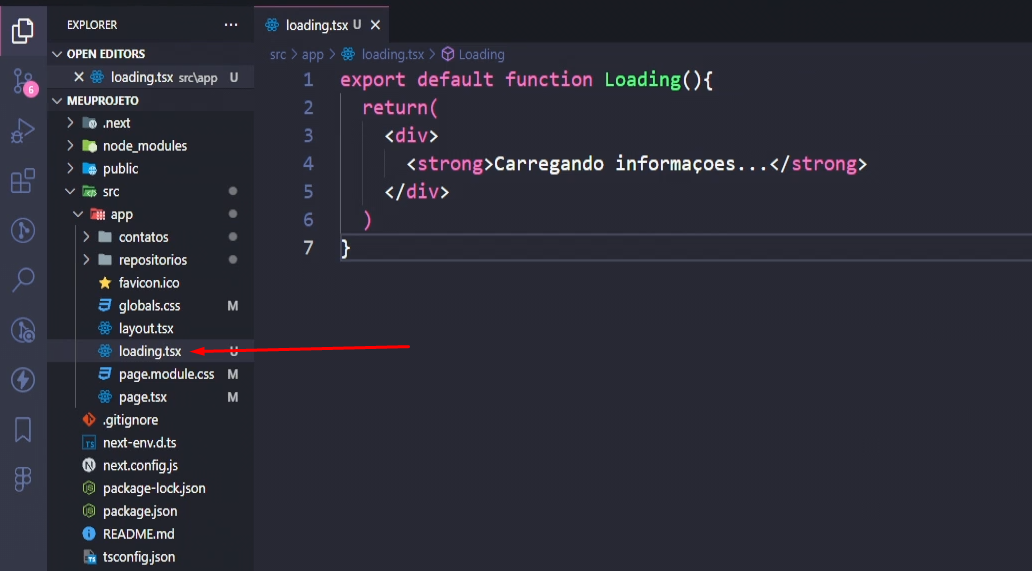 EXPLORER ...
OPEN EDITORS
loading.tsx src\app U
6
MEUPROJETO
.next
node_modules
public
src
app
contatos
repositorios
favicon.ico
globals.css M
layout.tsx
loading.tsx U
page.module.css M
page.tsx M
.gitignore
next-env.d.ts
next.config.js
package-lock.json
package.json
README.md
tsconfig.json
loading.tsx U
src > app > loading.tsx > Loading
1 export default function Loading(){
2 return(
3 <div>
4 <strong>Carregando informaçoes...</strong>
5 </div>
6 )
7 }